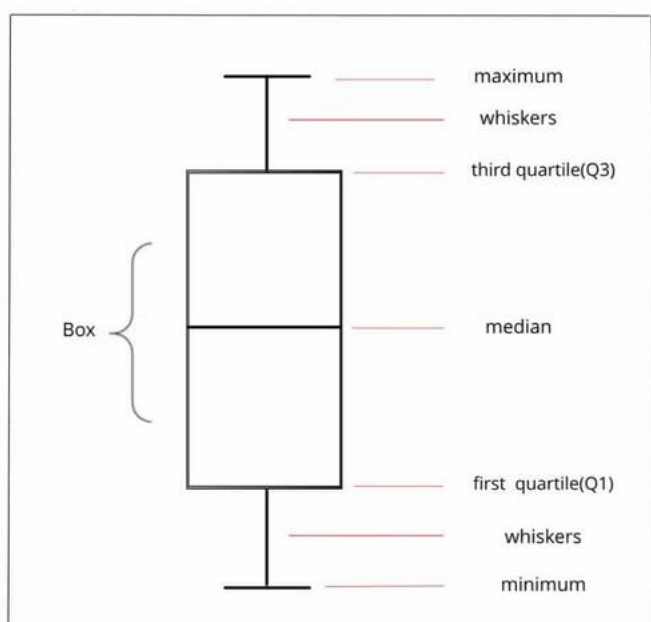 maximum
whiskers
third quartile(Q3)
Box
median
first quartile(Q1)
whiskers
minimum